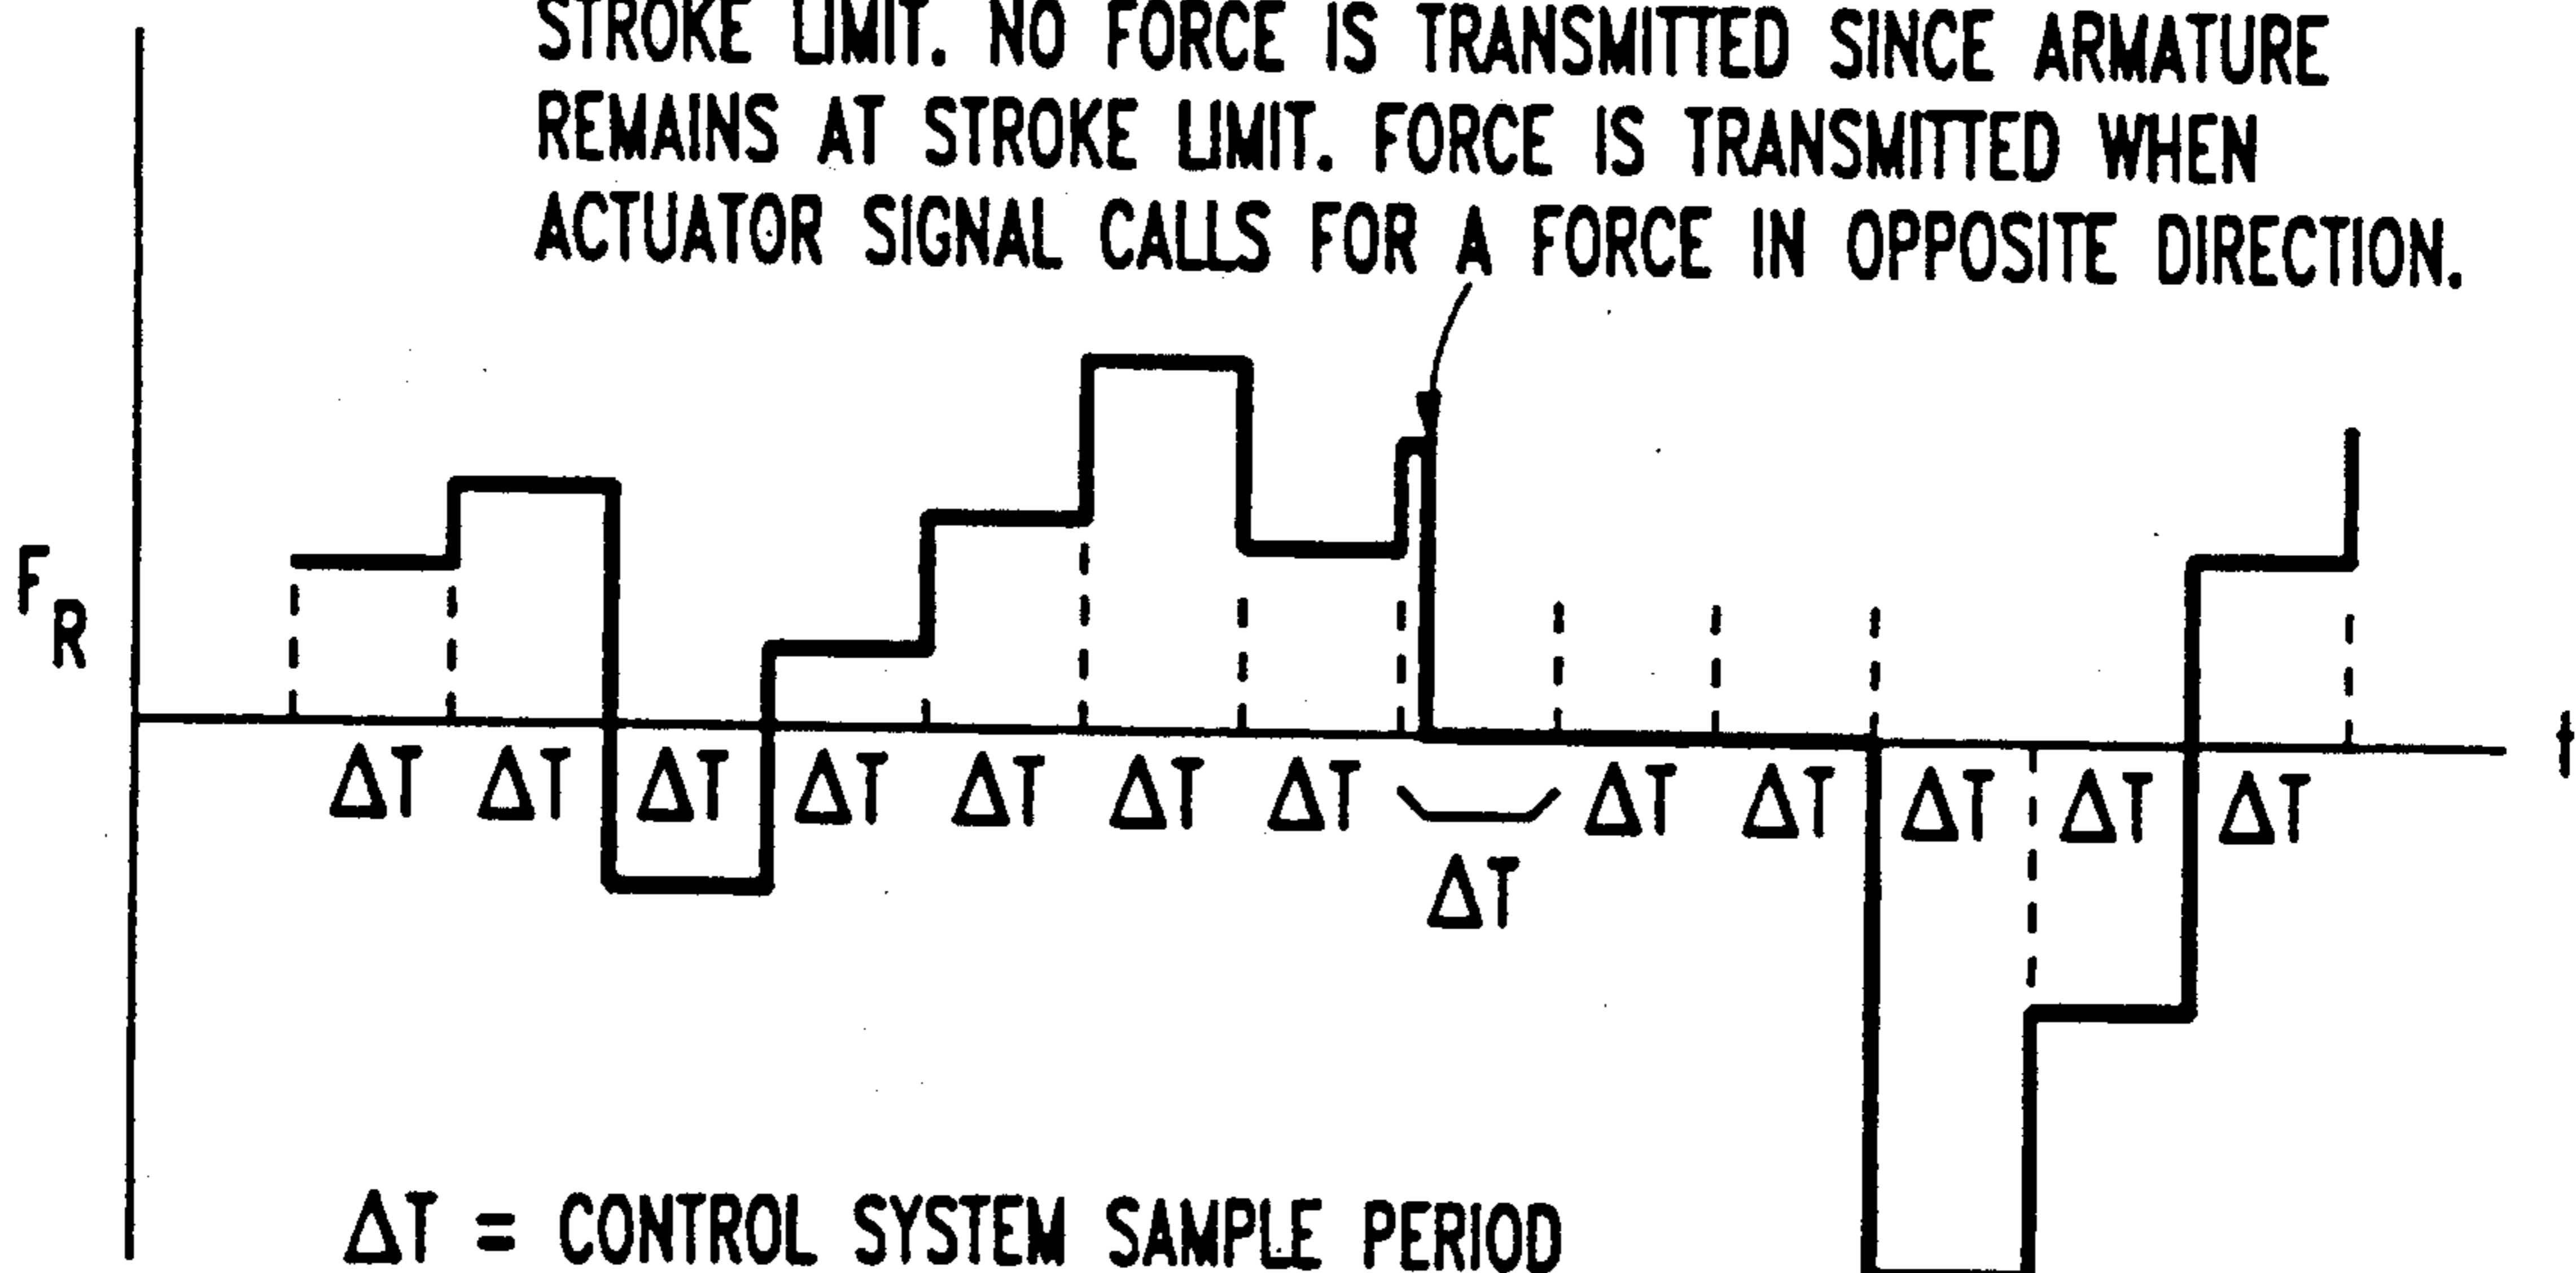 STROKE LIMIT. NO FORCE IS TRANSMITTED SINCE ARMATURE
REMAINS AT STROKE LIMIT. FORCE IS TRANSMITTED WHEN
ACTUATOR SIGNAL CALLS FOR A FORCE IN OPPOSITE DIRECTION.
F_R
t
ΔT ΔT ΔT ΔT ΔT ΔT ΔT ΔT ΔT ΔT ΔT ΔT
ΔT
ΔT = CONTROL SYSTEM SAMPLE PERIOD